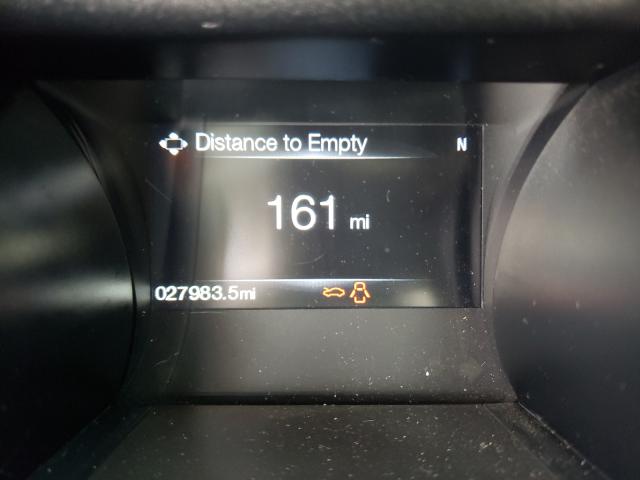 Distance to Empty N
161 mi
027983.5mi